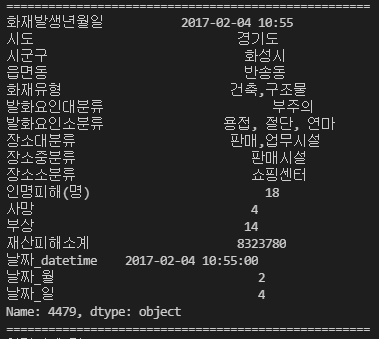 ==================================================
화재발생년월일 2017-02-04 10:55
시도 경기도
시군구 화성시
읍면동 반송동
화재유형 건축,구조물
발화요인대분류 부주의
발화요인소분류 용접, 절단, 연마
장소대분류 판매,업무시설
장소중분류 판매시설
장소소분류 쇼핑센터
인명피해(명) 18
사망 4
부상 14
재산피해소계 8323780
날짜_datetime 2017-02-04 10:55:00
날짜_월 2
날짜_일 4
Name: 4479, dtype: object
==================================================